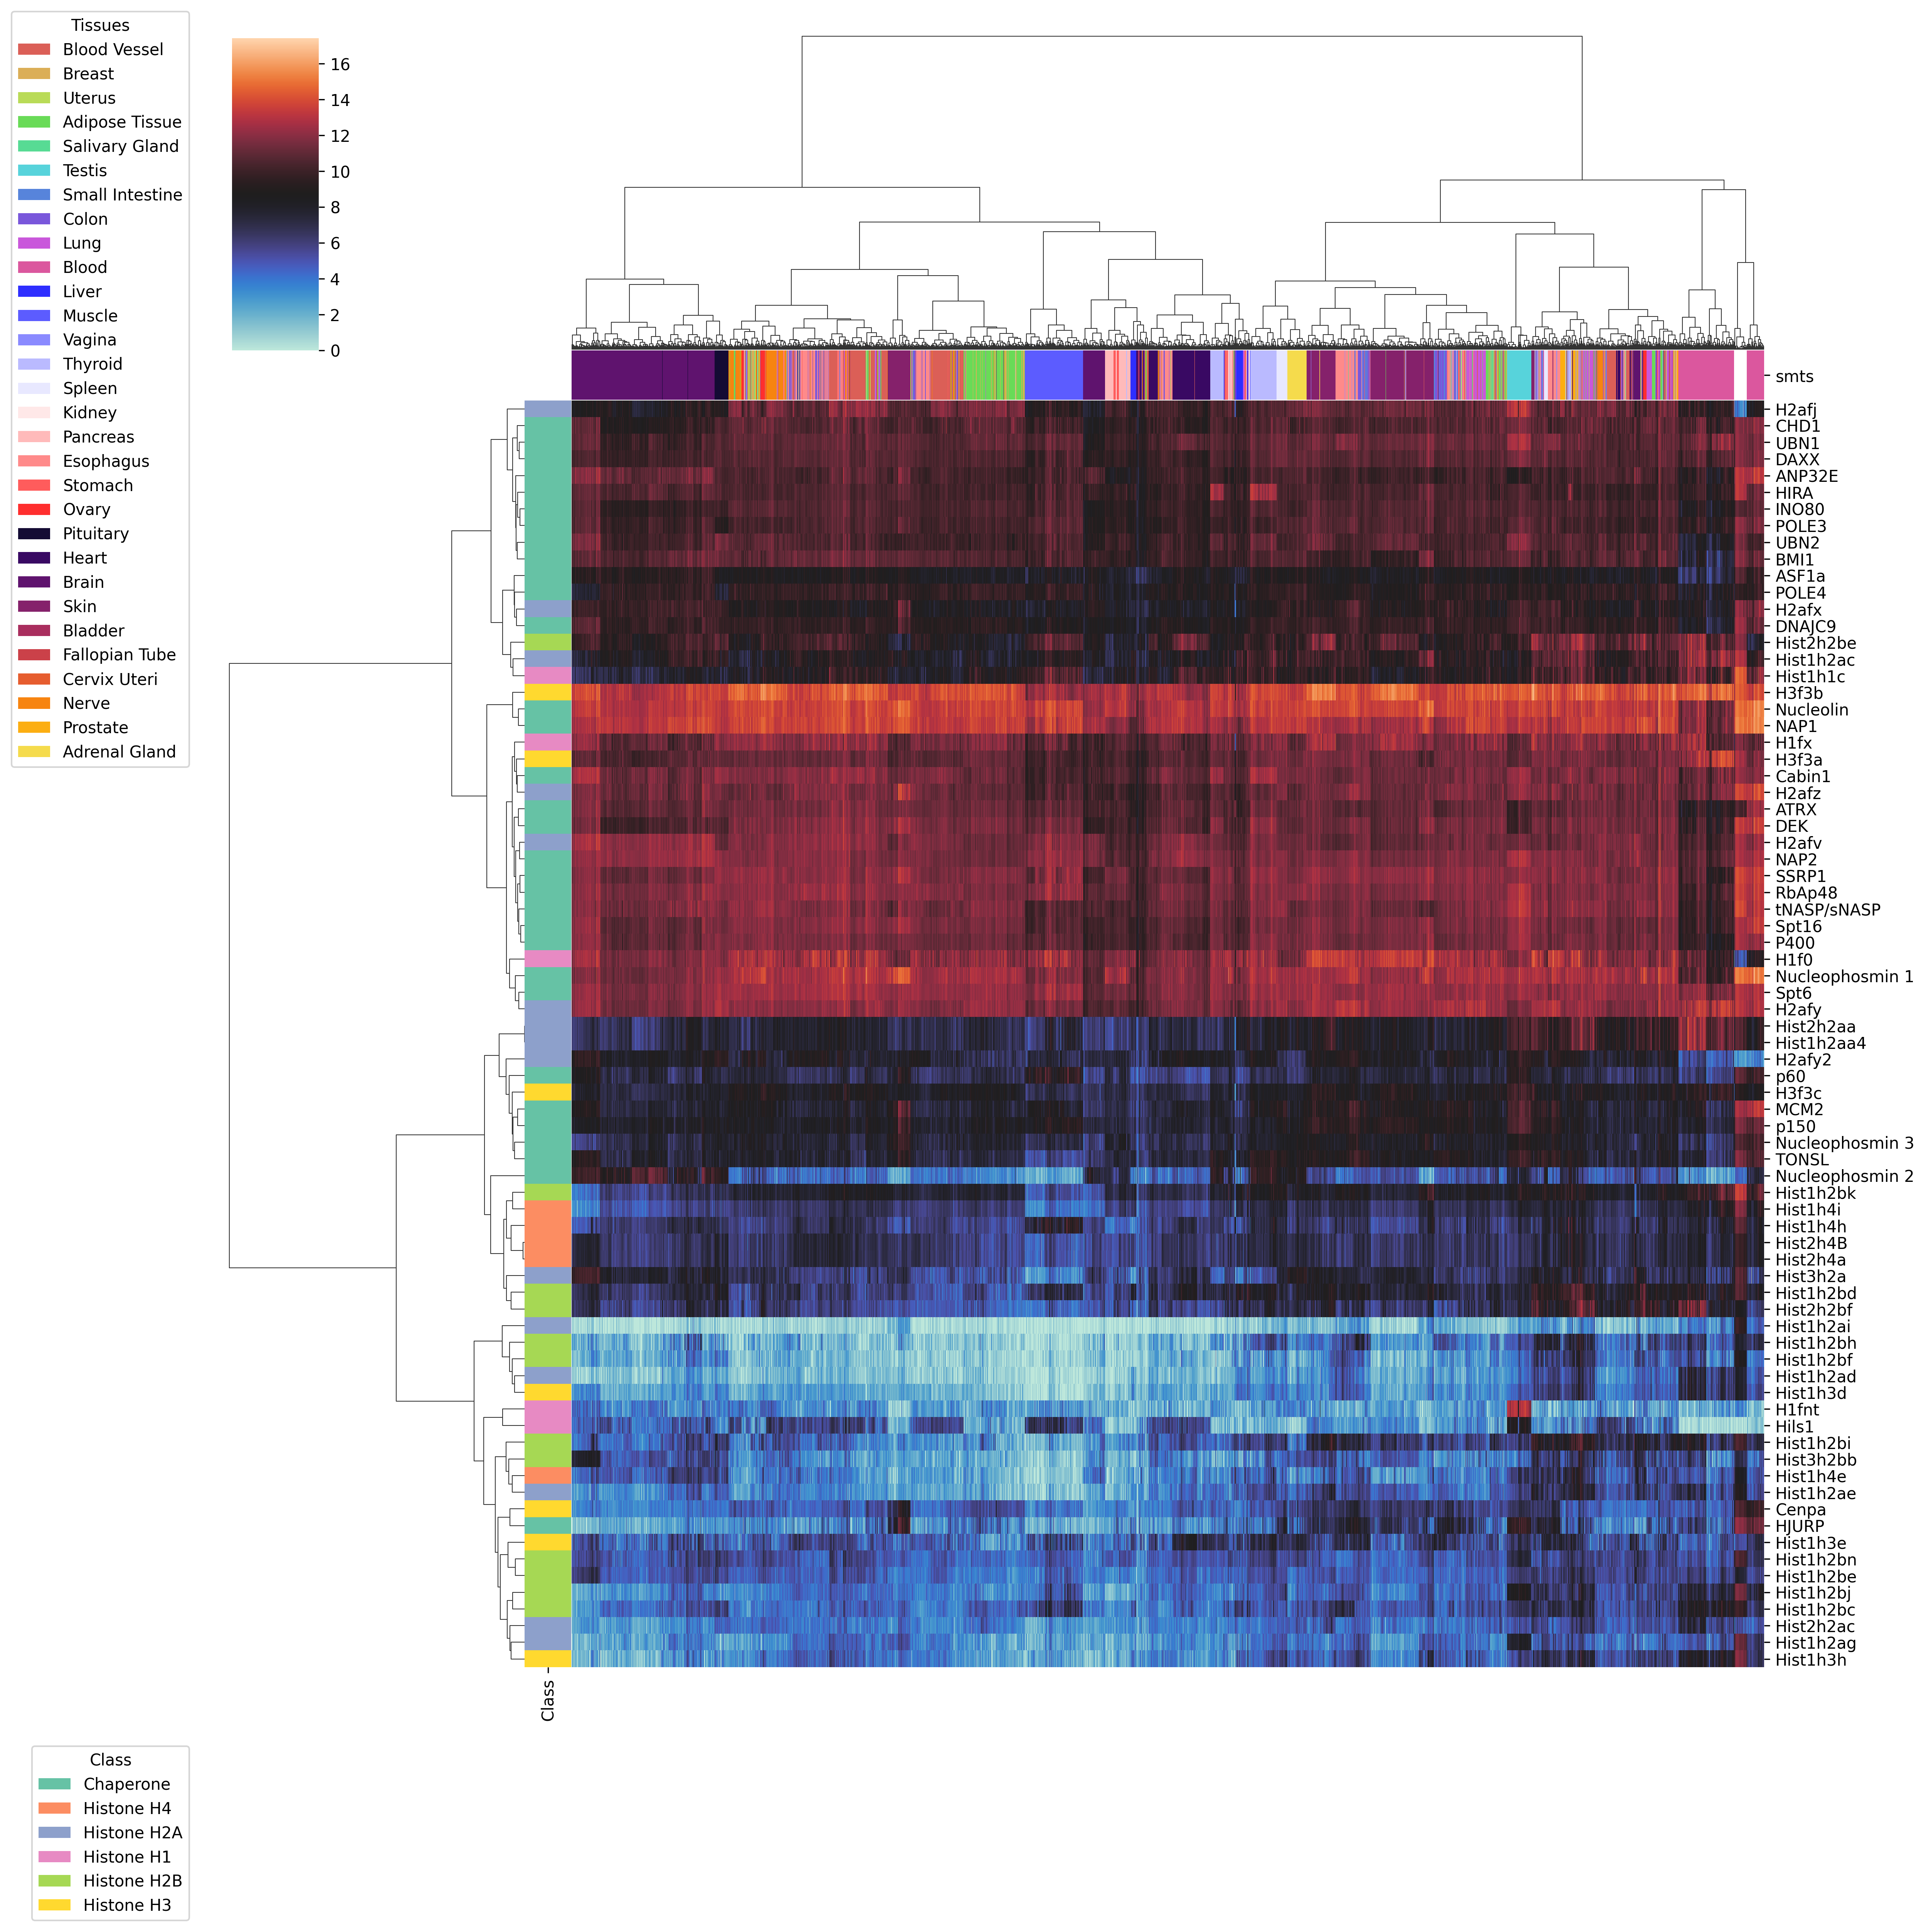 Tissues
Blood Vessel
Breast
Uterus
Adipose Tissue
Salivary Gland
Testis
Small Intestine
Colon
Lung
Blood
Liver
Muscle
Vagina
Thyroid
Spleen
Kidney
Pancreas
Esophagus
Stomach
Ovary
Pituitary
Heart
Brain
Skin
Bladder
Fallopian Tube
Cervix Uteri
Nerve
Prostate
Adrenal Gland
16
14
12
10
8
6
4
2
0
smts
H2afj
CHD1
UBN1
DAXX
ANP32E
HIRA
INO80
POLE3
UBN2
BMI1
ASF1a
POLE4
H2afx
DNAJC9
Hist2h2be
Hist1h2ac
Hist1h1c
H3f3b
Nucleolin
NAP1
H1fx
H3f3a
Cabin1
H2afz
ATRX
DEK
H2afv
NAP2
SSRP1
RbAp48
tNASP/sNASP
Spt16
P400
H1f0
Nucleophosmin 1
Spt6
H2afy
Hist2h2aa
Hist1h2aa4
H2afy2
p60
H3f3c
MCM2
p150
Nucleophosmin 3
TONSL
Nucleophosmin 2
Hist1h2bk
Hist1h4i
Hist1h4h
Hist2h4B
Hist2h4a
Hist3h2a
Hist1h2bd
Hist2h2bf
Hist1h2ai
Hist1h2bh
Hist1h2bf
Hist1h2ad
Hist1h3d
H1fnt
Hils1
Hist1h2bi
Hist3h2bb
Hist1h4e
Hist1h2ae
Cenpa
HJURP
Hist1h3e
Hist1h2bn
Hist1h2be
Hist1h2bj
Hist1h2bc
Hist2h2ac
Hist1h2ag
Hist1h3h
Class
Class
Chaperone
Histone H4
Histone H2A
Histone H1
Histone H2B
Histone H3